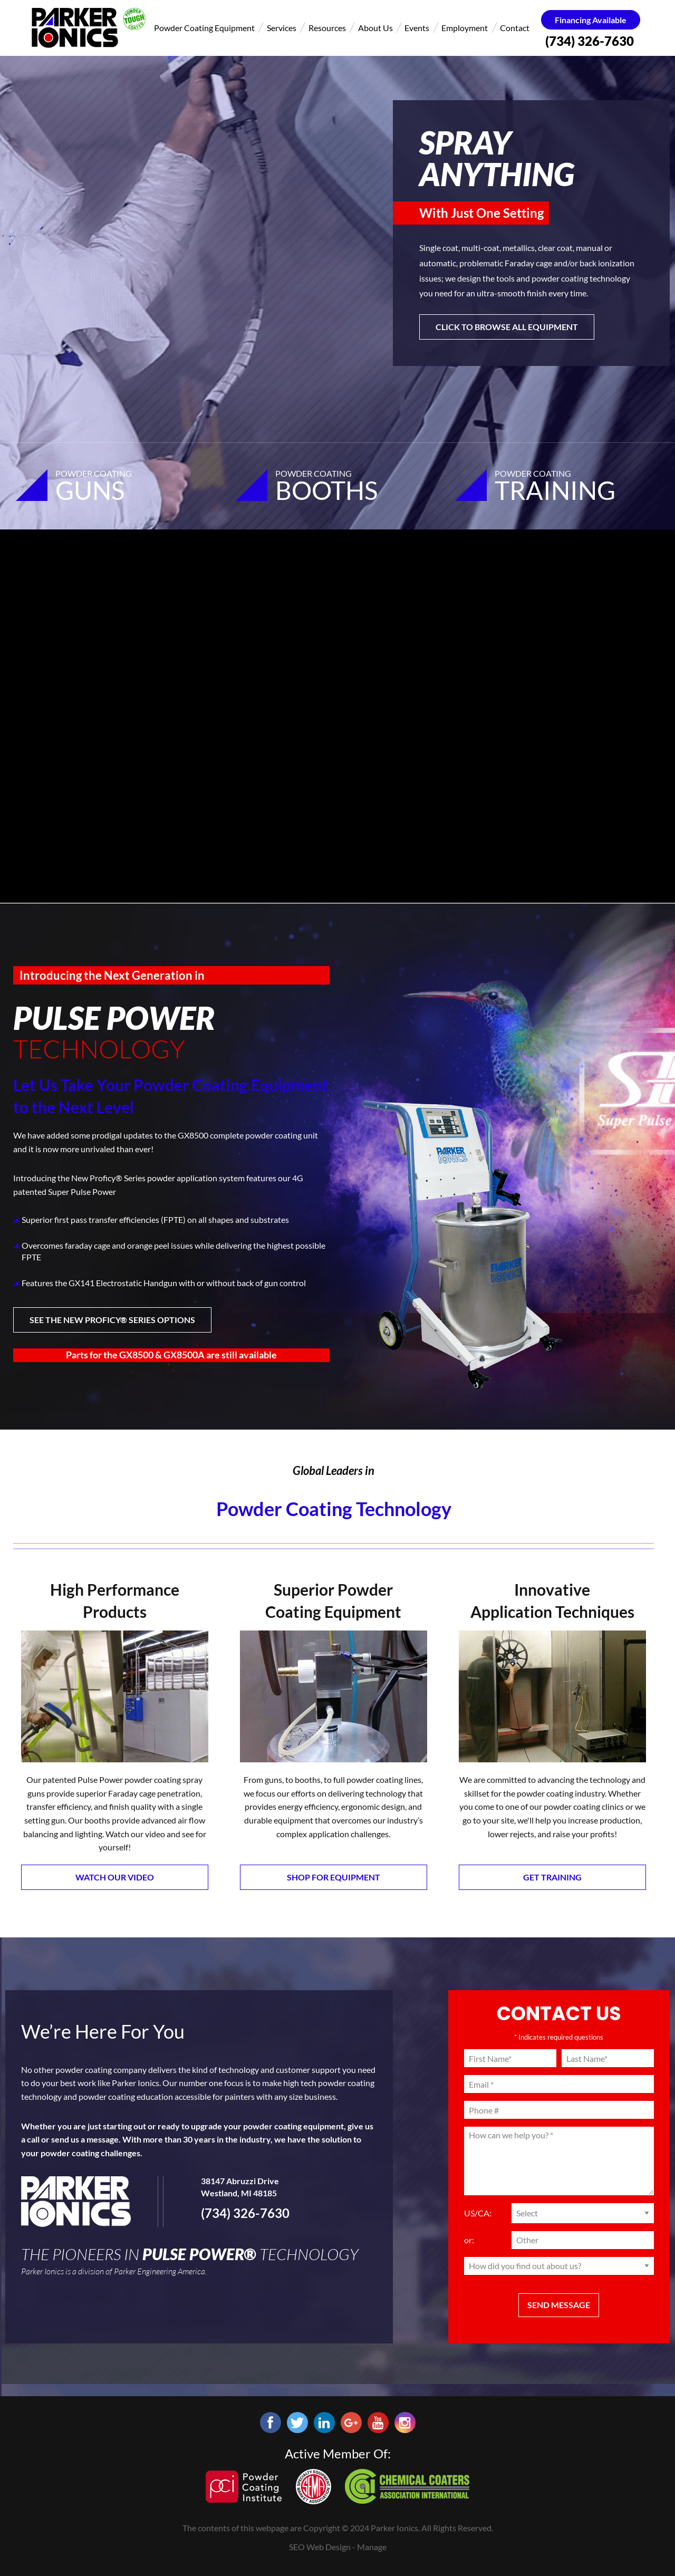 PARKER
IONICS
POWDER
TOUGH
COATED
Powder Coating Equipment
Services
Resources
About Us
Events
Employment
Contact
Financing Available
(734) 326-7630
SPRAY
ANYTHING
With Just One Setting
Single coat, multi-coat, metallics, clear coat, manual or
automatic, problematic Faraday cage and/or back ionization
issues; we design the tools and powder coating technology
you need for an ultra-smooth finish every time.
CLICK TO BROWSE ALL EQUIPMENT
POWDER COATING
GUNS
POWDER COATING
BOOTHS
POWDER COATING
TRAINING
Introducing the Next Generation in
PULSE POWER
TECHNOLOGY
Let Us Take Your Powder Coating Equipment
to the Next Level
We have added some prodigal updates to the GX8500 complete powder coating unit
and it is now more unrivaled than ever!
Introducing the New Proficy® Series powder application system features our 4G
patented Super Pulse Power
Superior first pass transfer efficiencies (FPTE) on all shapes and substrates
Overcomes faraday cage and orange peel issues while delivering the highest possible
FPTE
Features the GX141 Electrostatic Handgun with or without back of gun control
SEE THE NEW PROFICY® SERIES OPTIONS
Parts for the GX8500 & GX8500A are still available
Super Pulse
PARKER
IONICS
PARKER
IONICS
Global Leaders in
Powder Coating Technology
High Performance
Products
Our patented Pulse Power powder coating spray
guns provide superior Faraday cage penetration,
transfer efficiency, and finish quality with a single
setting gun. Our booths provide advanced air flow
balancing and lighting. Watch our video and see for
yourself!
WATCH OUR VIDEO
Superior Powder
Coating Equipment
From guns, to booths, to full powder coating lines,
we focus our efforts on delivering technology that
provides energy efficiency, ergonomic design, and
durable equipment that overcomes our industry's
complex application challenges.
SHOP FOR EQUIPMENT
Innovative
Application Techniques
We are committed to advancing the technology and
skillset for the powder coating industry. Whether
you come to one of our powder coating clinics or we
go to your site, we'll help you increase production,
lower rejects, and raise your profits!
GET TRAINING
We're Here For You
No other powder coating company delivers the kind of technology and customer support you need
to do your best work like Parker Ionics. Our number one focus is to make high tech powder coating
technology and powder coating education accessible for painters with any size business.
Whether you are just starting out or ready to upgrade your powder coating equipment, give us
a call or send us a message. With more than 30 years in the industry, we have the solution to
your powder coating challenges.
PARKER
IONICS
38147 Abruzzi Drive
Westland, MI 48185
(734) 326-7630
THE PIONEERS IN PULSE POWER® TECHNOLOGY
Parker Ionics is a division of Parker Engineering America.
CONTACT US
* Indicates required questions
First Name*
Last Name*
Email *
Phone #
How can we help you? *
US/CA:
Select
or:
Other
How did you find out about us?
SEND MESSAGE
Active Member Of:
pci
Powder
Coating
Institute
SFMA
CHEMICAL COATERS
ASSOCIATION INTERNATIONAL
The contents of this webpage are Copyright © 2024 Parker Ionics. All Rights Reserved.
SEO Web Design - Manage